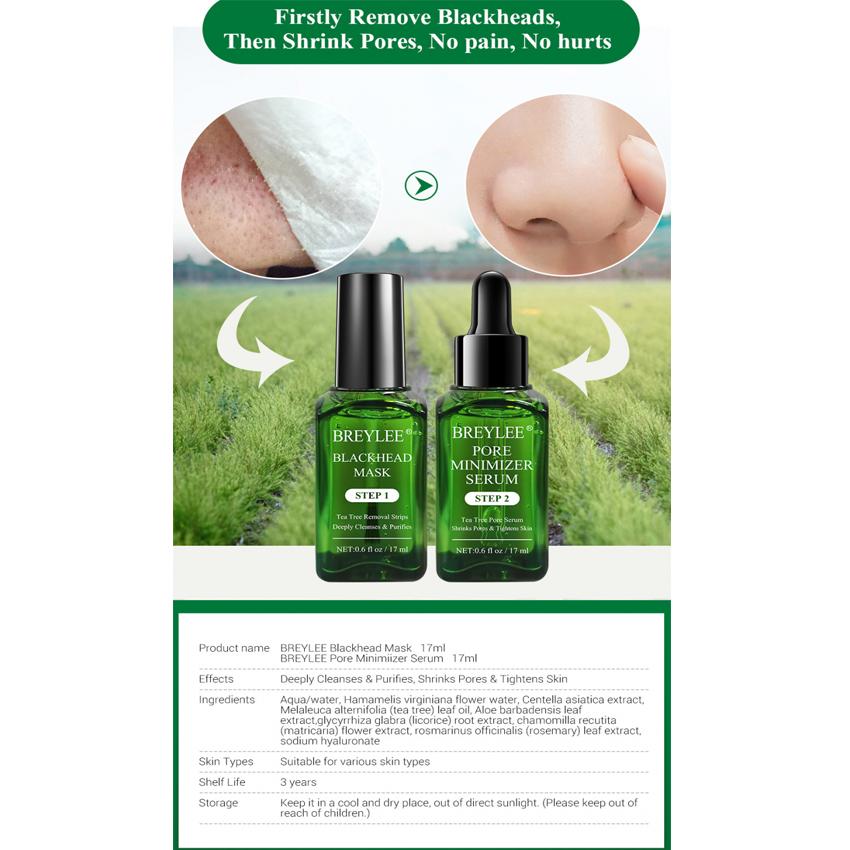 Firstly Remove Blackheads,
Then Shrink Pores, No pain, No hurts
BREYLEE®
BLACKHEAD
MASK
STEP 1
Tea Tree Removal Strips
Deeply Cleanses & Purifies
NET:0.6 fl oz / 17 ml
BREYLEE®
PORE
MINIMIZER
SERUM
STEP 2
Tea Tree Pore Serum
Shrinks Pores & Tightens Skin
NET:0.6 fl oz / 17 ml
Product name BREYLEE Blackhead Mask 17ml
BREYLEE Pore Minimiizer Serum 17ml
Effects Deeply Cleanses & Purifies, Shrinks Pores & Tightens Skin
Ingredients Aqua/water, Hamamelis virginiana flower water, Centella asiatica extract,
Melaleuca alternifolia (tea tree) leaf oil, Aloe barbadensis leaf
extract,glycyrrhiza glabra (licorice) root extract, chamomilla recutita
(matricaria) flower extract, rosmarinus officinalis (rosemary) leaf extract,
sodium hyaluronate
Skin Types Suitable for various skin types
Shelf Life 3 years
Storage Keep it in a cool and dry place, out of direct sunlight. (Please keep out of
reach of children.)